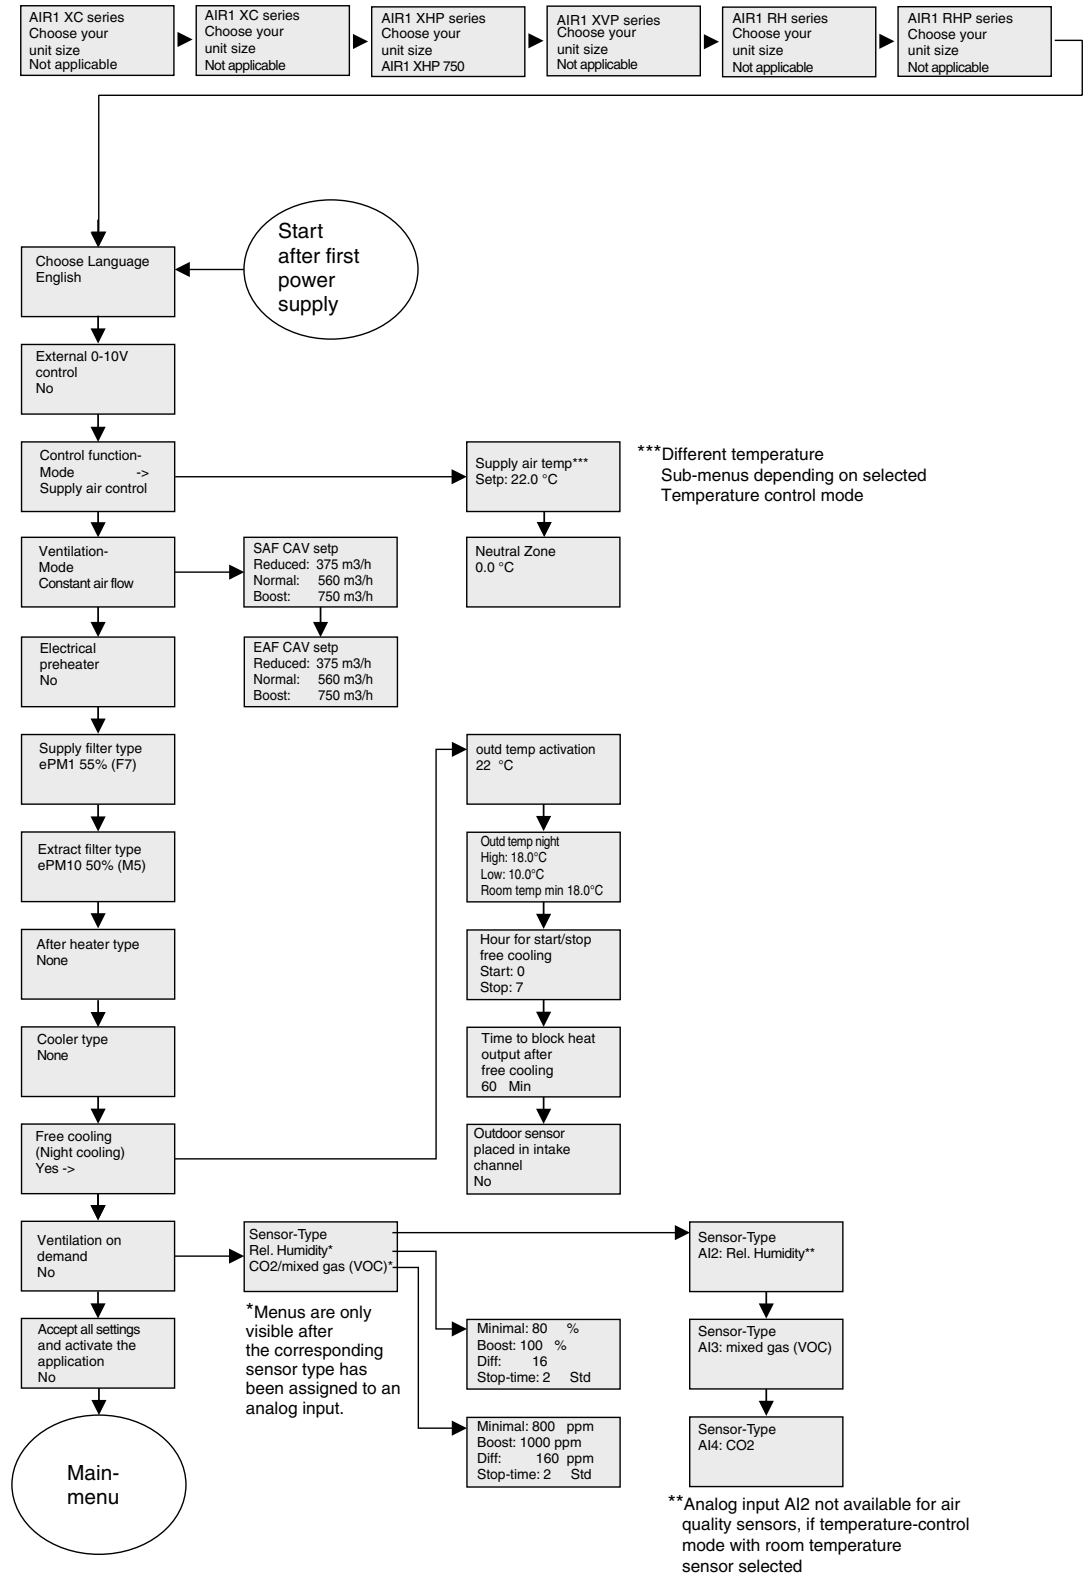 AIR1 XC series
Choose your
unit size
Not applicable
AIR1 XC series
Choose your
unit size
Not applicable
AIR1 XHP series
Choose your
unit size
AIR1 XHP 750
AIR1 XVP series
Choose your
unit size
Not applicable
AIR1 RH series
Choose your
unit size
Not applicable
AIR1 RHP series
Choose your
unit size
Not applicable
Start
after first
power
supply
Choose Language
English
External 0-10V
control
No
Control function-
Mode ->
Supply air control
Supply air temp***
Setp: 22.0 °C
***Different temperature
Sub-menus depending on selected
Temperature control mode
Neutral Zone
0.0 °C
Ventilation-
Mode
Constant air flow
SAF CAV setp
Reduced: 375 m3/h
Normal: 560 m3/h
Boost: 750 m3/h
EAF CAV setp
Reduced: 375 m3/h
Normal: 560 m3/h
Boost: 750 m3/h
Electrical
preheater
No
Supply filter type
ePM1 55% (F7)
Extract filter type
ePM10 50% (M5)
After heater type
None
Cooler type
None
Free cooling
(Night cooling)
Yes ->
outd temp activation
22 °C
Outd temp night
High: 18.0°C
Low: 10.0°C
Room temp min 18.0°C
Hour for start/stop
free cooling
Start: 0
Stop: 7
Time to block heat
output after
free cooling
60 Min
Outdoor sensor
placed in intake
channel
No
Ventilation on
demand
No
Sensor-Type
Rel. Humidity*
CO2/mixed gas (VOC)*
*Menus are only
visible after
the corresponding
sensor type has
been assigned to an
analog input.
Minimal: 80 %
Boost: 100 %
Diff: 16
Stop-time: 2 Std
Minimal: 800 ppm
Boost: 1000 ppm
Diff: 160 ppm
Stop-time: 2 Std
Sensor-Type
AI2: Rel. Humidity**
Sensor-Type
AI3: mixed gas (VOC)
Sensor-Type
AI4: CO2
**Analog input AI2 not available for air
quality sensors, if temperature-control
mode with room temperature
sensor selected
Accept all settings
and activate the
application
No
Main-
menu